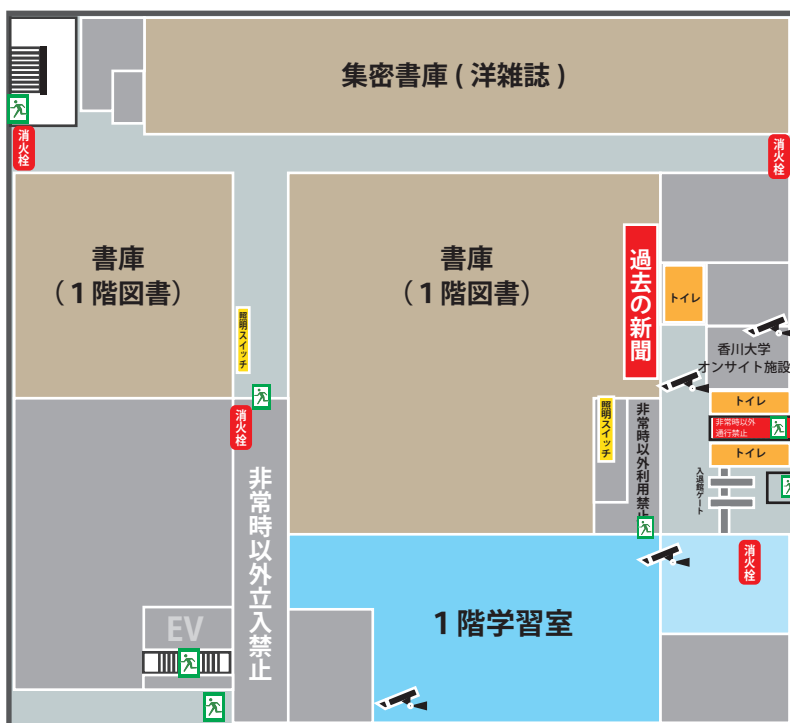 集密書庫 ( 洋雑誌 )
消火栓
消火栓
書庫
（1 階図書）
書庫
（1 階図書）
過去の新聞
トイレ
照明スイッチ
香川大学
オンサイト施設
消火栓
照明スイッチ
非常時以外利用禁止
トイレ
非常時以外
通行禁止
トイレ
入退館ゲート
非常時以外立入禁止
消火栓
1 階学習室
EV